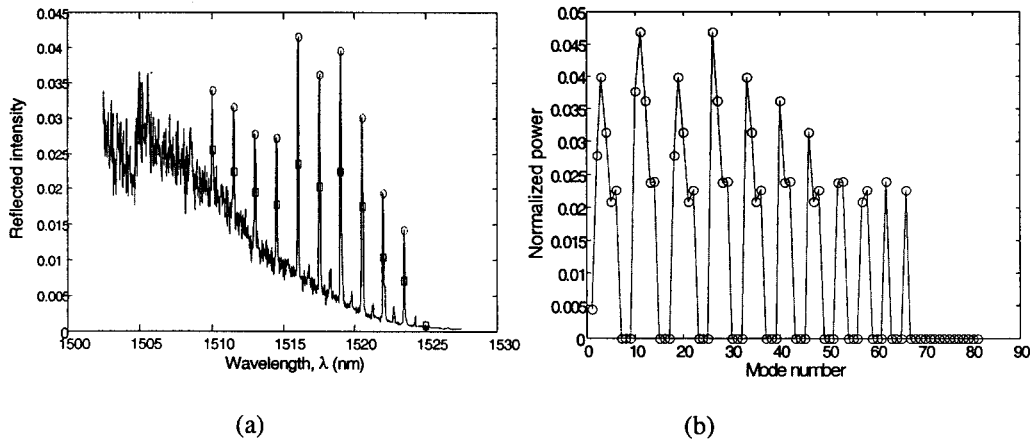 0.045
0.04
0.035
0.03
0.025
0.02
0.015
0.01
0.005
0
1500 1505 1510 1515 1520 1525 1530
Reflected intensity
Wavelength, λ (nm)
(a)
0.05
0.045
0.04
0.035
0.03
0.025
0.02
0.015
0.01
0.005
0
0 10 20 30 40 50 60 70 80 90
Normalized power
Mode number
(b)